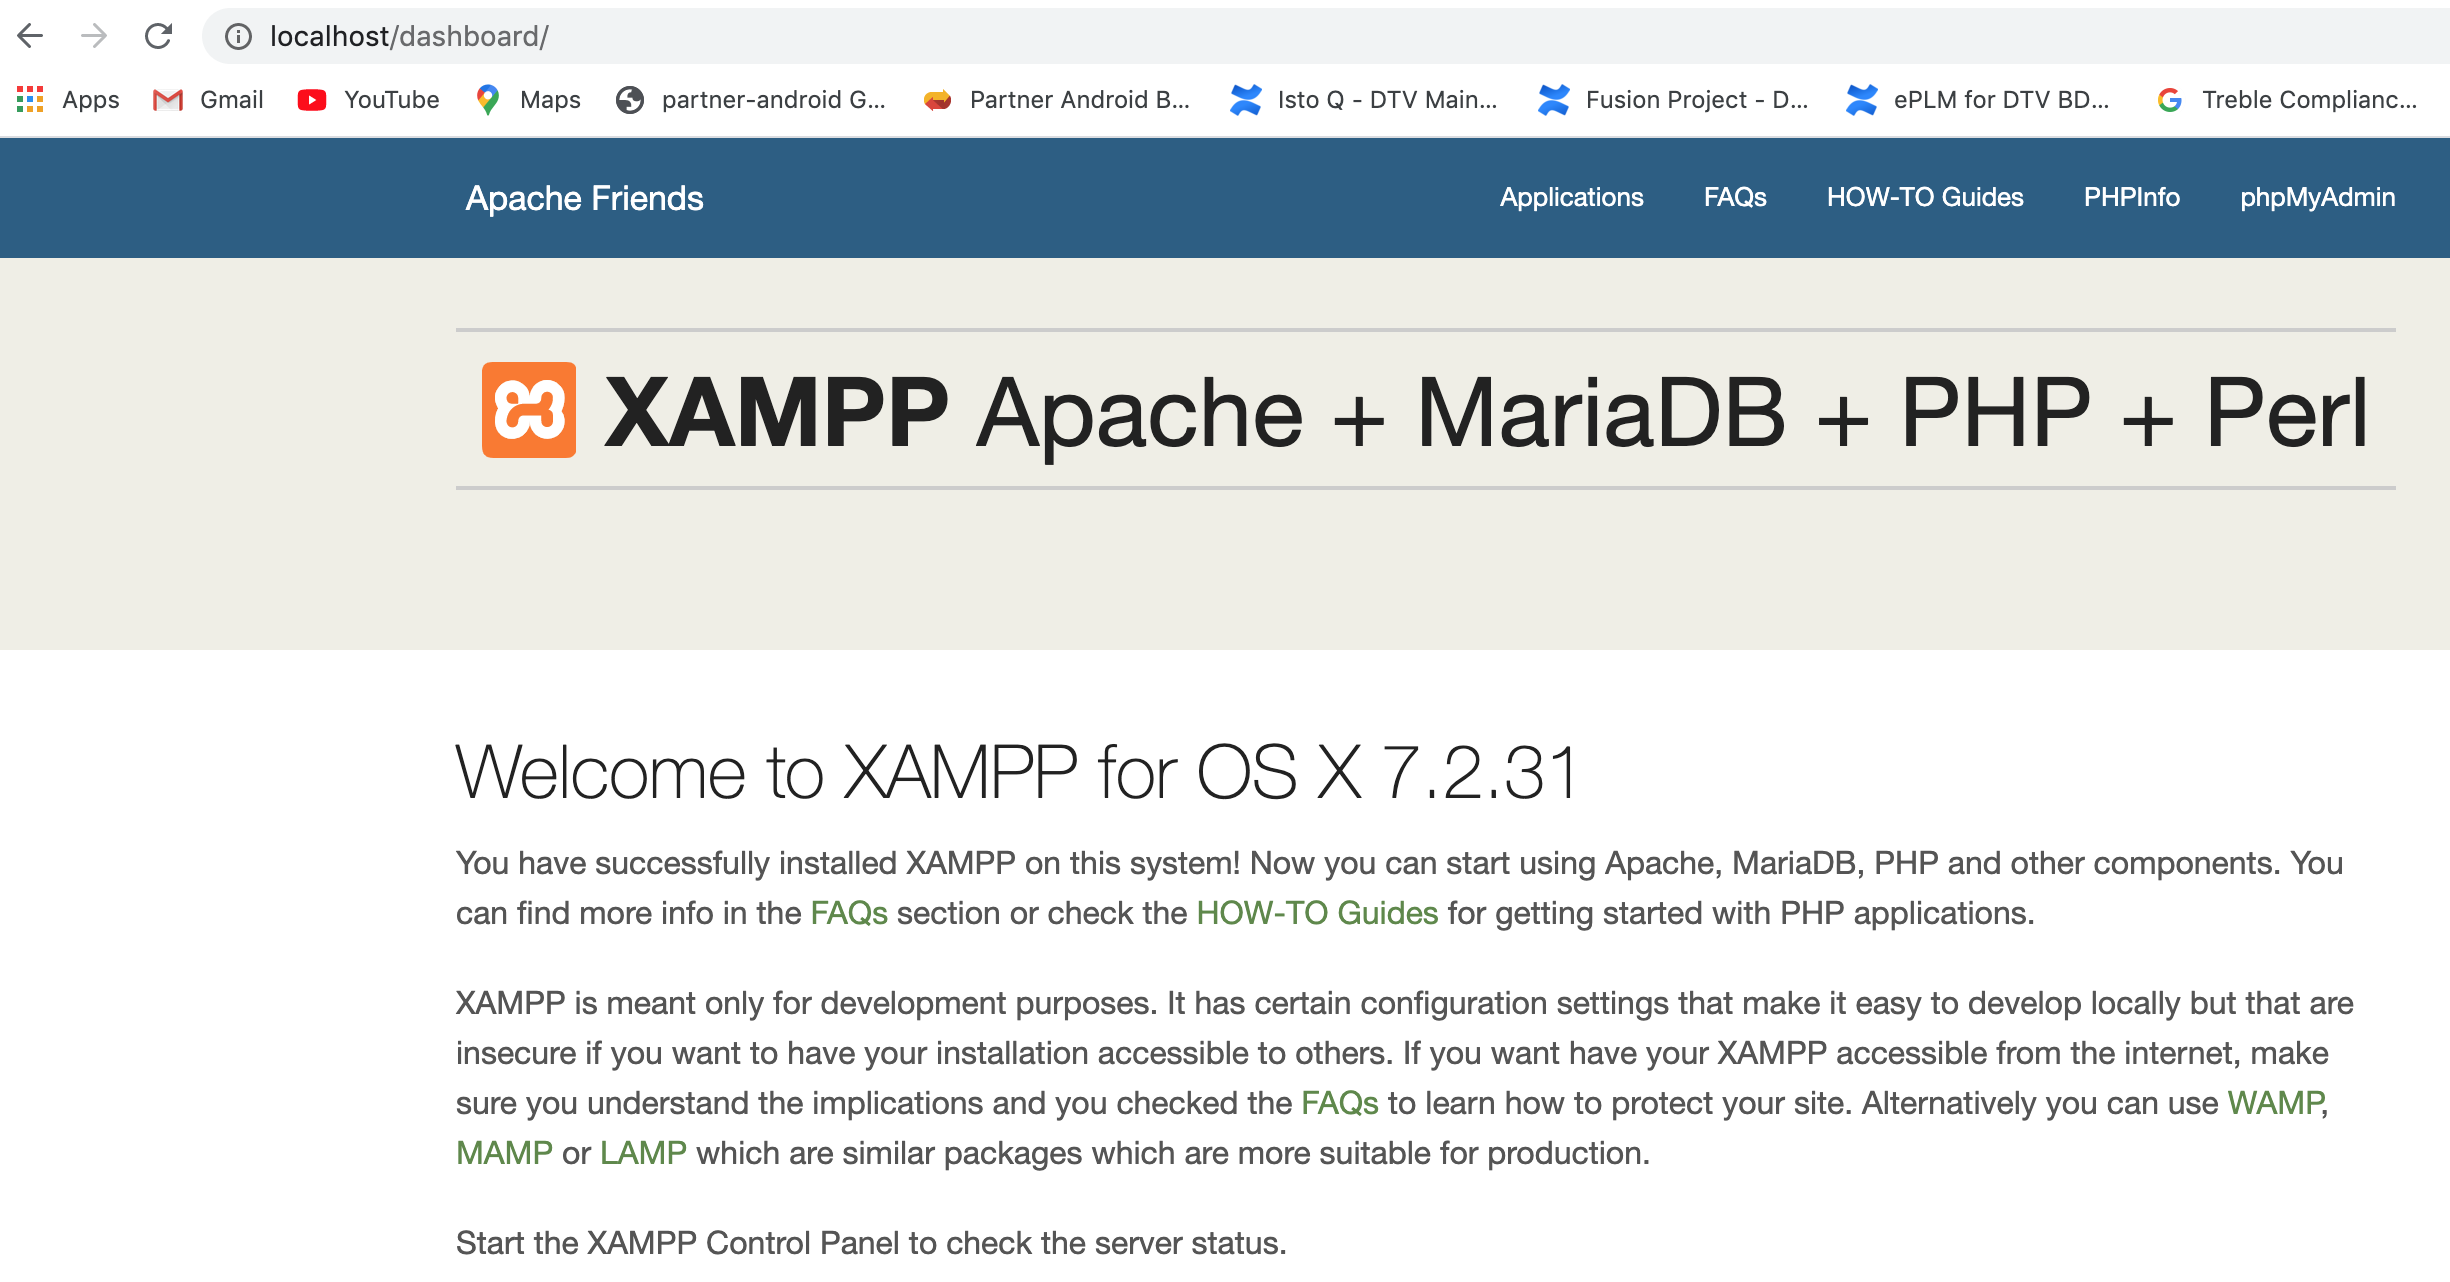 localhost/dashboard/
Apps Gmail YouTube Maps partner-android G... Partner Android B... Isto Q - DTV Main... Fusion Project - D... ePLM for DTV BD... Treble Complianc...
Apache Friends Applications FAQs HOW-TO Guides PHPInfo phpMyAdmin
XAMPP Apache + MariaDB + PHP + Perl
Welcome to XAMPP for OS X 7.2.31
You have successfully installed XAMPP on this system! Now you can start using Apache, MariaDB, PHP and other components. You
can find more info in the FAQs section or check the HOW-TO Guides for getting started with PHP applications.
XAMPP is meant only for development purposes. It has certain configuration settings that make it easy to develop locally but that are
insecure if you want to have your installation accessible to others. If you want have your XAMPP accessible from the internet, make
sure you understand the implications and you checked the FAQs to learn how to protect your site. Alternatively you can use WAMP,
MAMP or LAMP which are similar packages which are more suitable for production.
Start the XAMPP Control Panel to check the server status.